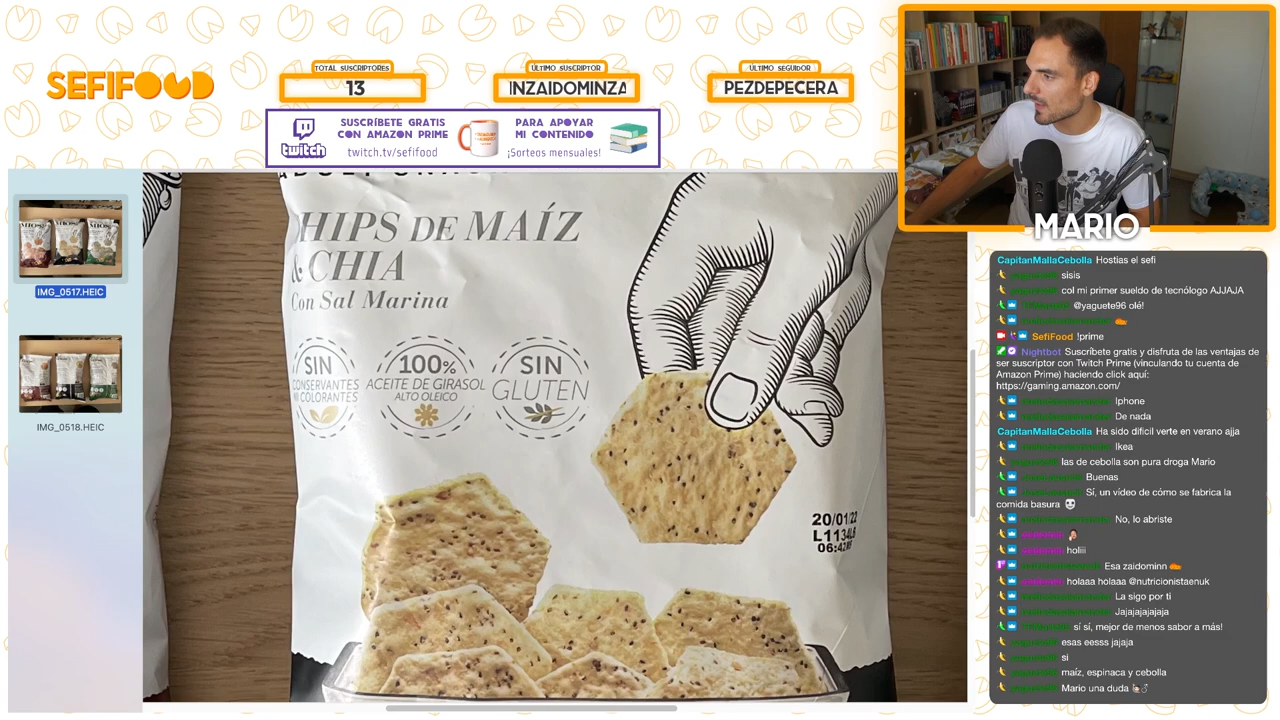 SEFIFOOD
TOTAL SUSCRIPTORES
13
ÚLTIMO SUSCRIPTOR
INZAIDOMINZA
ÚLTIMO SEGUIDOR
PEZDEPECERA
twitch
SUSCRÍBETE GRATIS
CON AMAZON PRIME
twitch.tv/sefifood
PARA APOYAR
MI CONTENIDO
¡Sorteos mensuales!
MARIO
IMG_0517.HEIC
IMG_0518.HEIC
HIPS DE MAÍZ
& CHIA
Con Sal Marina
SIN
CONSERVANTES
NI COLORANTES
100%
ACEITE DE GIRASOL
ALTO OLEICO
SIN
GLUTEN
20/01/22
L1134L5
06:42
CapitanMallaCebolla Hostias el sefi
sisis
col mi primer sueldo de tecnólogo AJJAJA
@yaguete96 olé!
SefiFood !prime
Nightbot Suscríbete gratis y disfruta de las ventajas de
ser suscriptor con Twitch Prime (vinculando tu cuenta de
Amazon Prime) haciendo click aquí:
https://gaming.amazon.com/
Iphone
De nada
CapitanMallaCebolla Ha sido dificil verte en verano ajja
Ikea
las de cebolla son pura droga Mario
Buenas
Sí, un vídeo de cómo se fabrica la
comida basura
No, lo abriste
holiii
Esa zaidominn
holaaa holaaa @nutricionistaenuk
La sigo por ti
Jajajajajajaja
sí sí, mejor de menos sabor a más!
esas eesss jajaja
si
maíz, espinaca y cebolla
Mario una duda